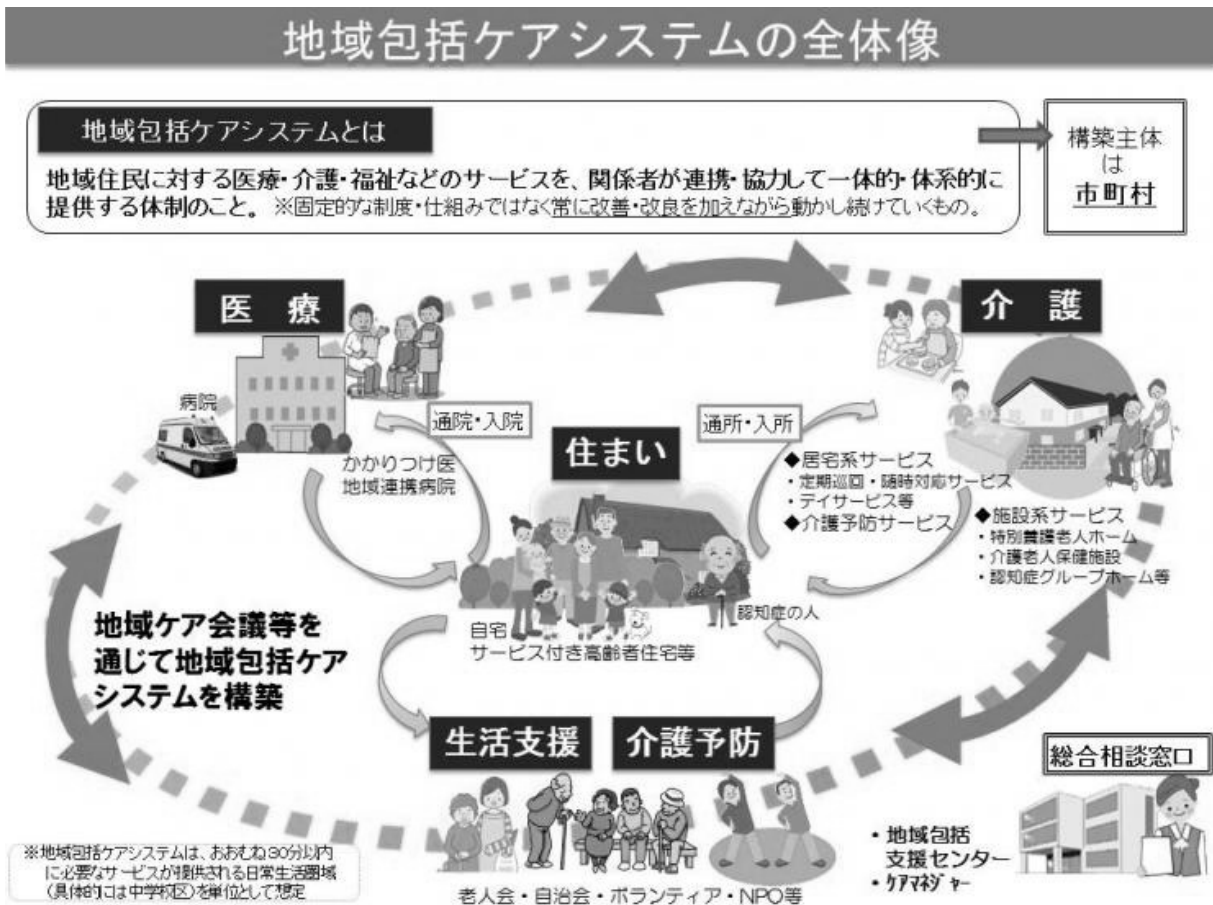 地域包括ケアシステムの全体像
地域包括ケアシステムとは
地域住民に対する医療・介護・福祉などのサービスを、関係者が連携・協力して一体的・体系的に
提供する体制のこと。※固定的な制度・仕組みではなく常に改善・改良を加えながら動かし続けていくもの。
構築主体
は
市町村
医 療
介 護
病院
通院・入院
かかりつけ医
地域連携病院
住まい
通所・入所
◆居宅系サービス
・定期巡回・随時対応サービス
・デイサービス等
◆介護予防サービス
◆施設系サービス
・特別養護老人ホーム
・介護老人保健施設
・認知症グループホーム等
認知症の人
自宅
サービス付き高齢者住宅等
地域ケア会議等を
通じて地域包括ケア
システムを構築
生活支援
介護予防
老人会・自治会・ボランティア・NPO等
総合相談窓口
・地域包括
支援センター
・ケアマネジャー
※地域包括ケアシステムは、おおむね30分以内
に必要なサービスが提供される日常生活圏域
（具体的には中学校区）を単位として想定